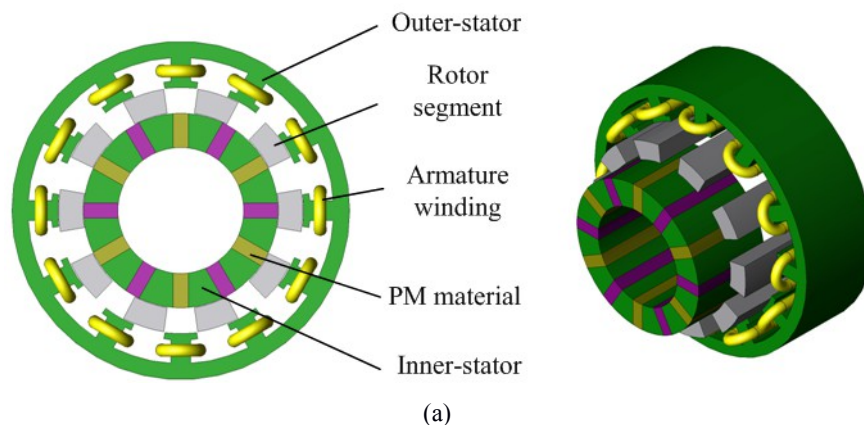 Outer-stator
Rotor
segment
Armature
winding
PM material
Inner-stator
(a)